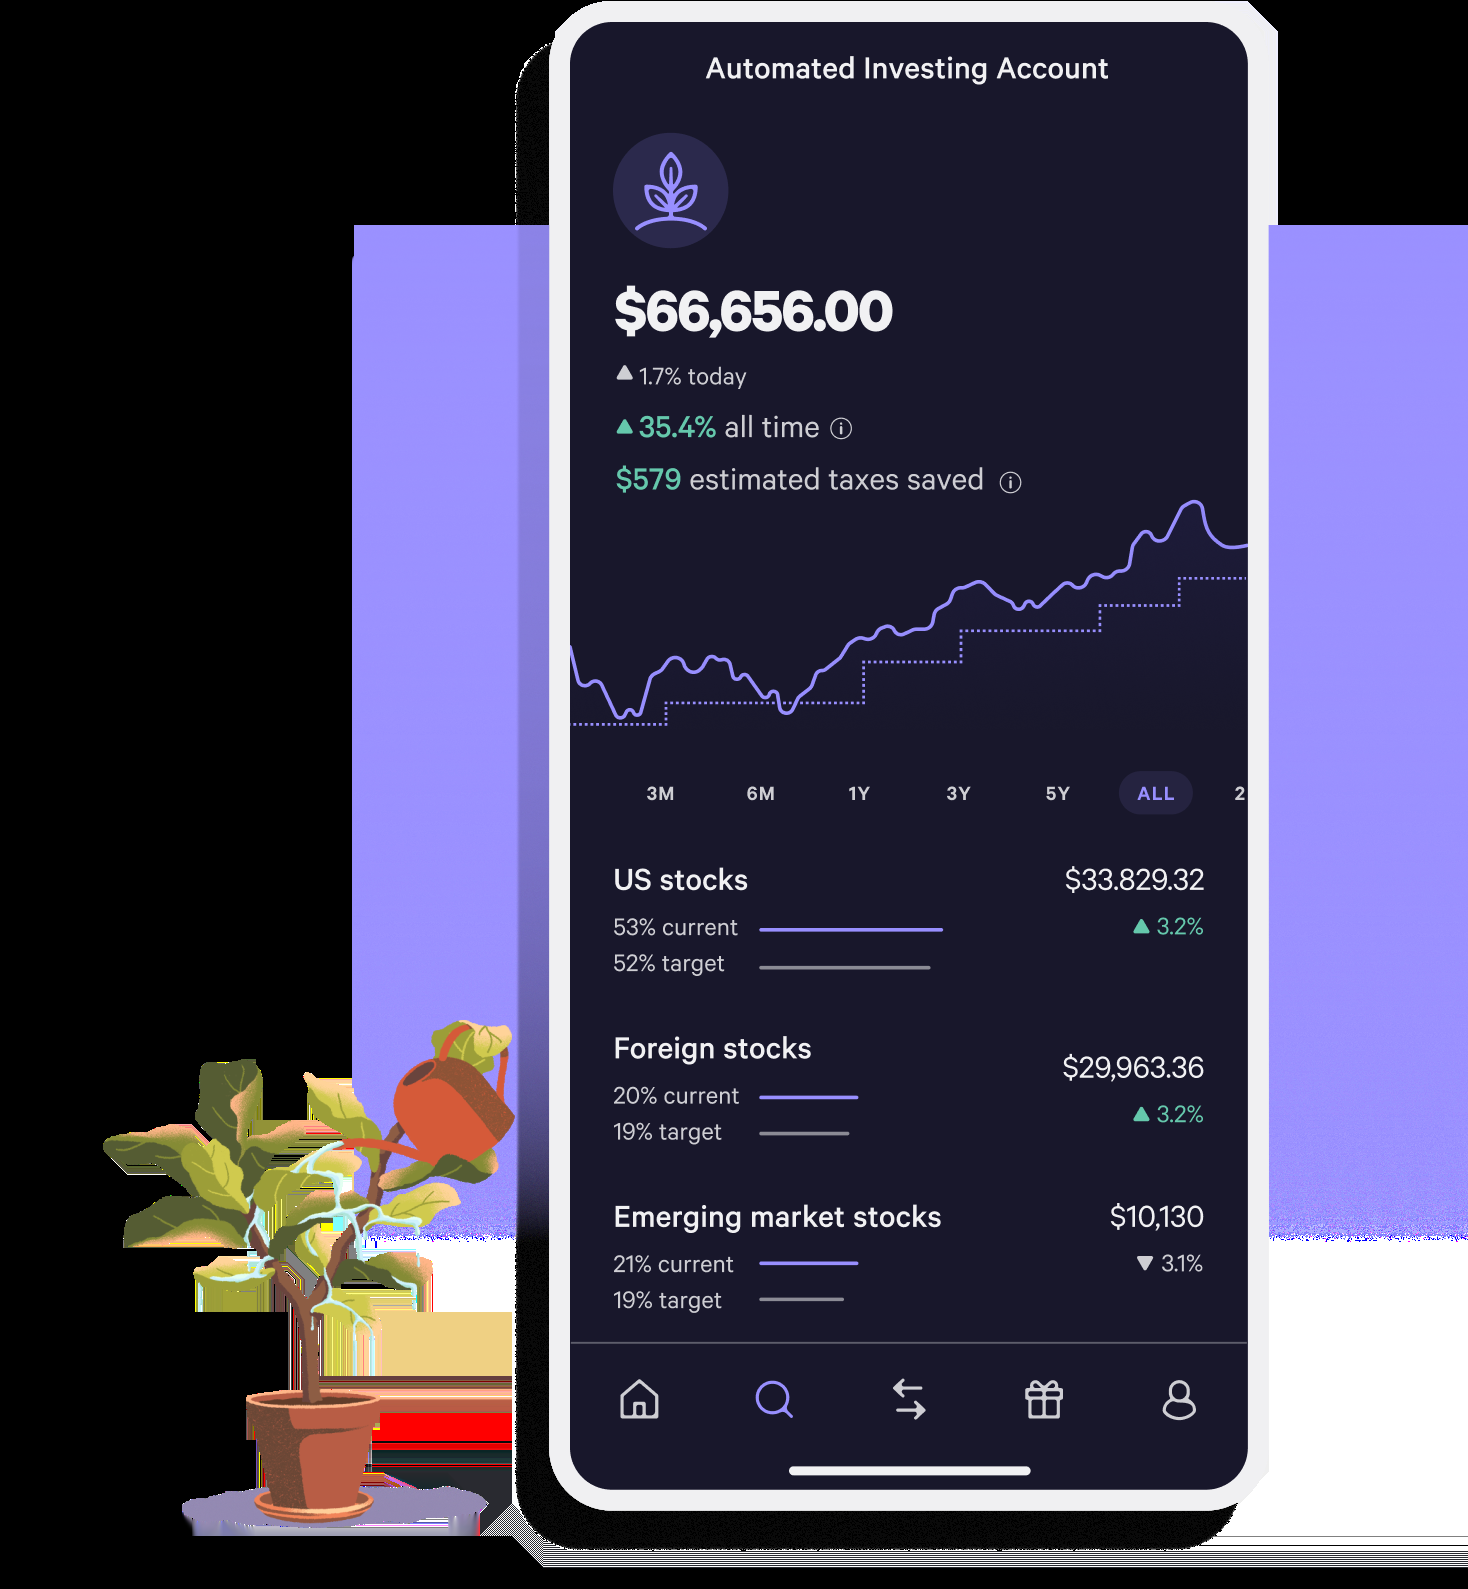 Automated Investing Account
$66,656.00
1.7% today
35.4% all time
$579 estimated taxes saved
3M 6M 1Y 3Y 5Y ALL 2
US stocks $33.829.32
53% current 3.2%
52% target
Foreign stocks
$29,963.36
20% current
3.2%
19% target
Emerging market stocks $10,130
21% current 3.1%
19% target